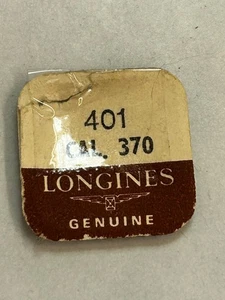 401
CAL. 370
LONGINES
GENUINE